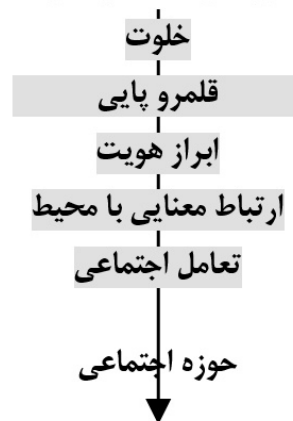 خلوت
قلمرو پایی
ابراز هویت
ارتباط معنایی با محیط
تعامل اجتماعی
حوزه اجتماعی